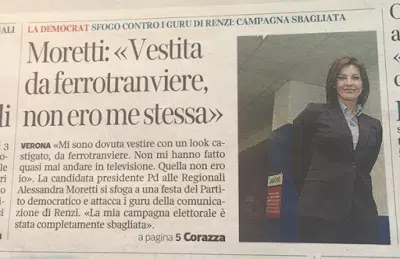 ALI
LA DEMOCRAT SFOGO CONTRO I GURU DI RENZI: CAMPAGNA SBAGLIATA
Moretti: «Vestita
da ferrotranviere,
non ero me stessa»
VERONA «Mi sono dovuta vestire con un look ca-
stigato, da ferrotranviere. Non mi hanno fatto
quasi mai andare in televisione. Quella non ero
io». La candidata presidente Pd alle Regionali
Alessandra Moretti si sfoga a una festa del Parti-
to democratico e attacca i guru della comunica-
zione di Renzi. «La mia campagna elettorale è
stata completamente sbagliata».
a pagina 5 Corazza